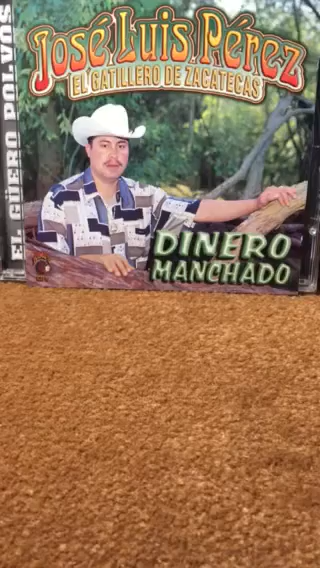 José Luis Pérez
EL GATILLERO DE ZACATECAS
EL GÜERO POLVOS
DINERO
MANCHADO